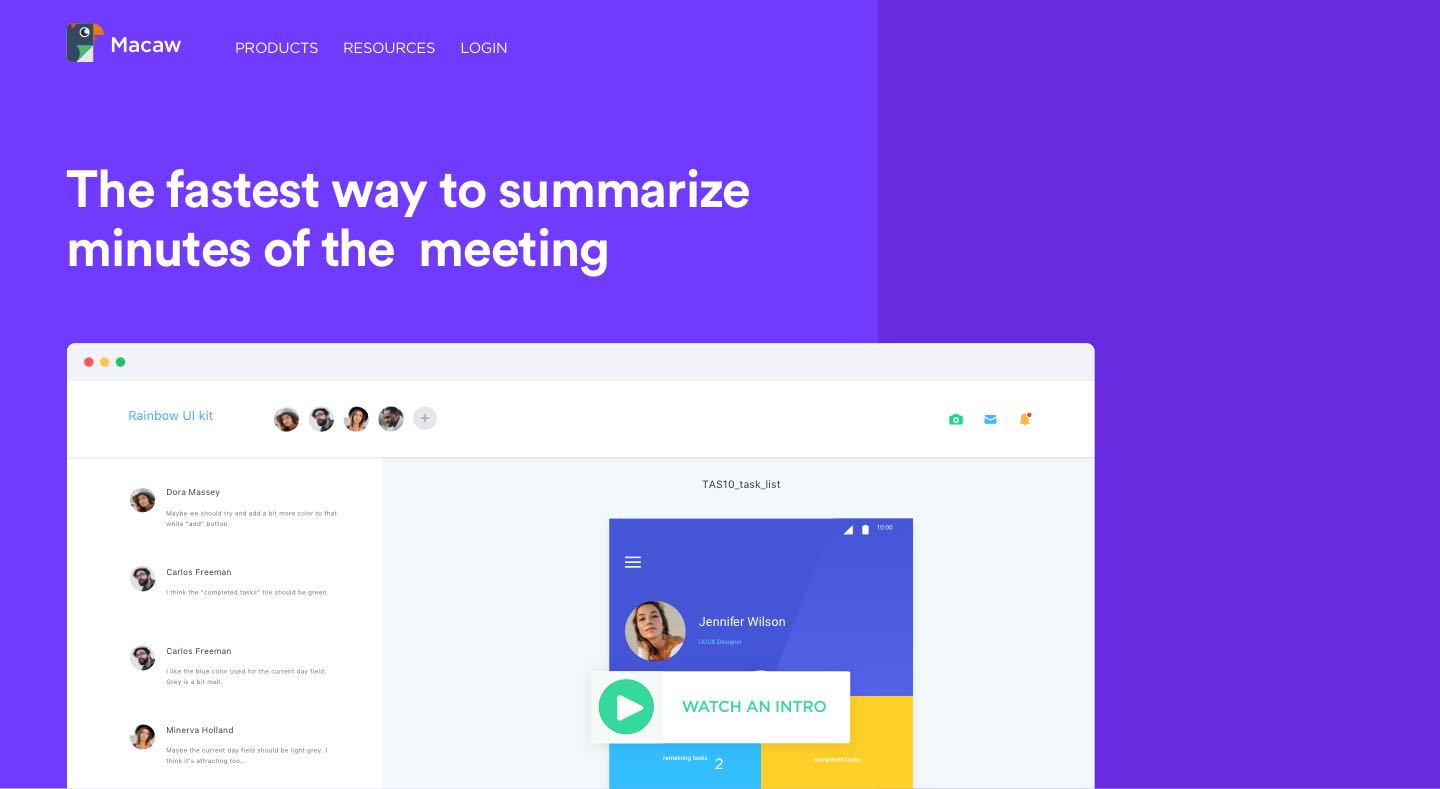 Macaw
PRODUCTS RESOURCES LOGIN
The fastest way to summarize
minutes of the meeting
Rainbow UI kit
Dora Massey
Maybe we should try and add a bit more color to that
white "add" button.
Carlos Freeman
I think the "completed tasks" tile should be green.
Carlos Freeman
I like the blue color used for the current day field.
Grey is a bit meh.
Minerva Holland
Maybe the current day field should be light grey. I
think it's attracting too...
TAS10_task_list
10:00
Jennifer Wilson
UI/UX Designer
WATCH AN INTRO
remaining tasks 2
completed tasks